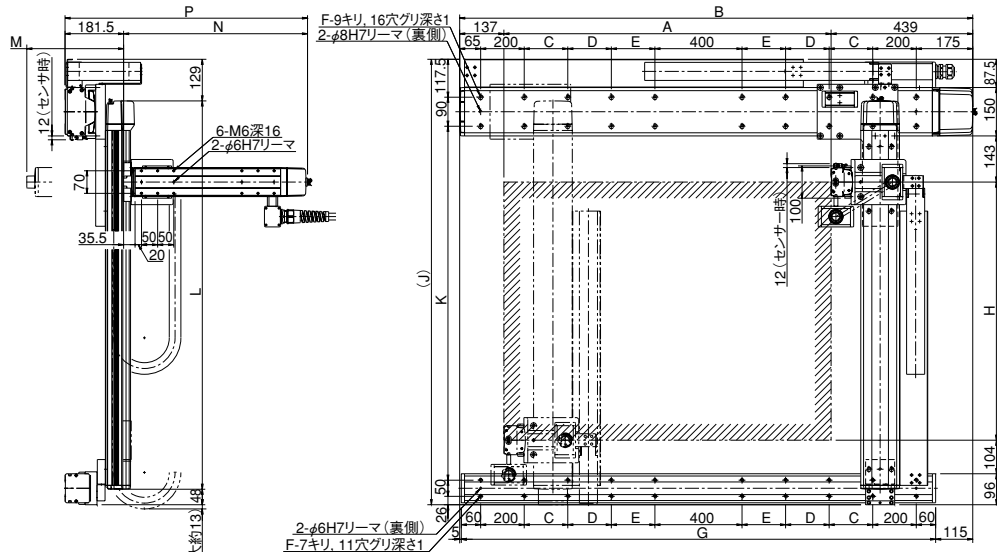 P
181.5
N
M
12(センサ時)
129
6-M6深16
2-φ6H7リーマ
70
35.5
50
50
20
L
48
大約13)
F-9キリ, 16穴グリ深さ1
2-φ8H7リーマ(裏側)
B
137
A
439
65
200
C
D
E
400
E
D
C
200
175
117.5
90
87.5
150
143
100
12(センサー時)
(J)
K
H
104
96
50
26
60
200
C
D
E
400
E
D
C
200
60
5
G
115
2-φ6H7リーマ(裏側)
F-7キリ, 11穴グリ深さ1